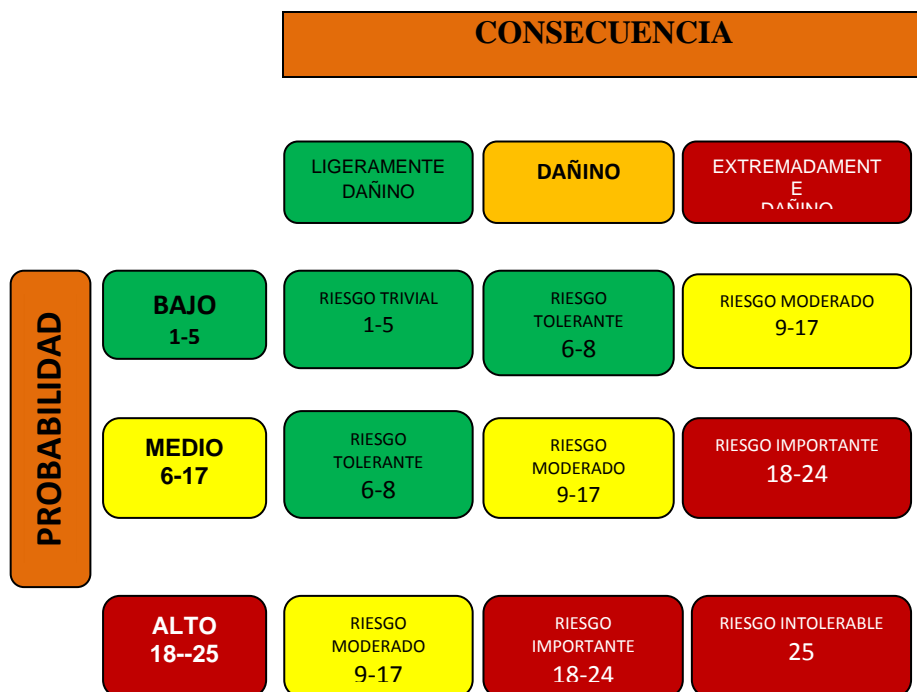 CONSECUENCIA
LIGERAMENTE
DAÑINO
DAÑINO
EXTREMADAMENT
E
DAÑINO
PROBABILIDAD
BAJO
1-5
RIESGO TRIVIAL
1-5
RIESGO
TOLERANTE
6-8
RIESGO MODERADO
9-17
MEDIO
6-17
RIESGO
TOLERANTE
6-8
RIESGO
MODERADO
9-17
RIESGO IMPORTANTE
18-24
ALTO
18--25
RIESGO
MODERADO
9-17
RIESGO
IMPORTANTE
18-24
RIESGO INTOLERABLE
25